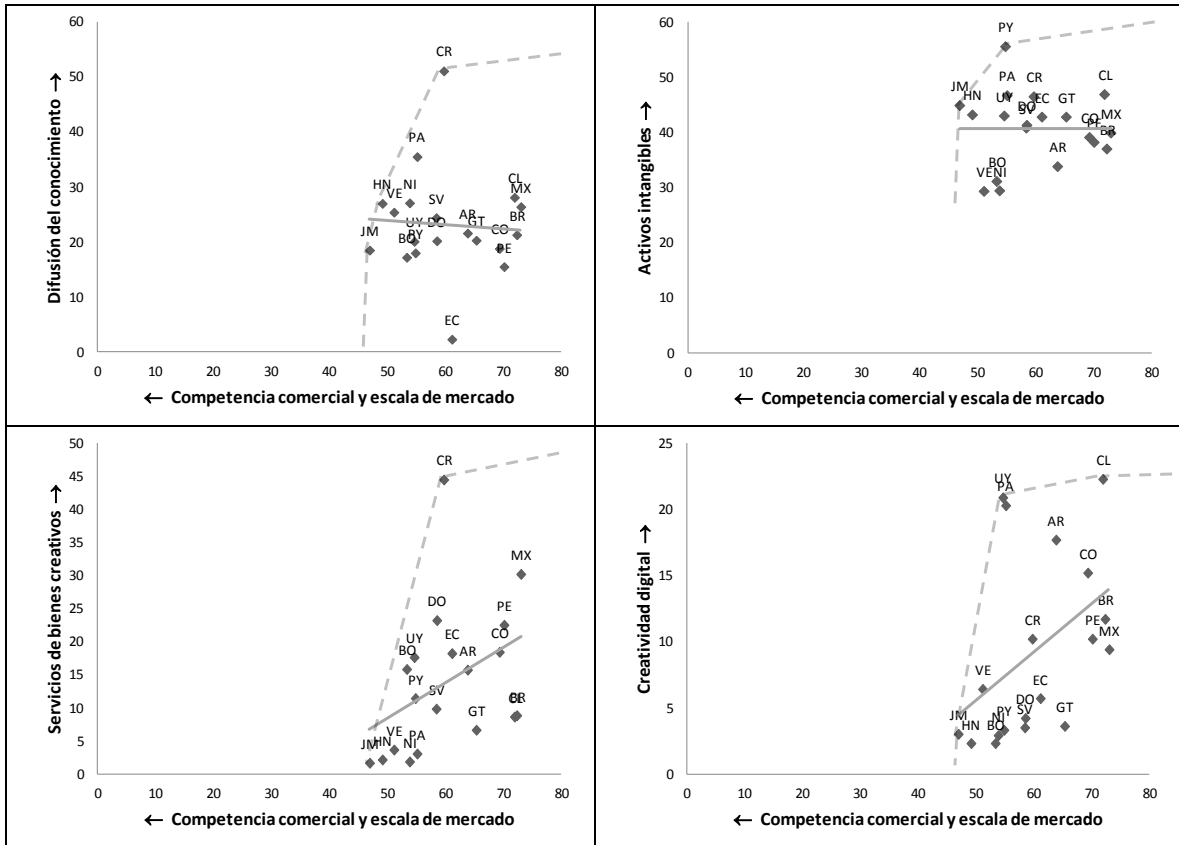 Difusión del conocimiento →
60
50
40
30
20
10
0
CR
PA
HN
VE
NI
SV
CL
MX
UY
DO
AR
GT
BR
JM
BO
PY
CO
PE
EC
0 10 20 30 40 50 60 70 80
← Competencia comercial y escala de mercado
Activos intangibles →
60
50
40
30
20
10
0
PY
JM
HN
PA
CR
CL
UY
DO
EC
GT
SV
CO
MX
PE
BR
AR
BO
VE
NI
0 10 20 30 40 50 60 70 80
← Competencia comercial y escala de mercado
Servicios de bienes creativos →
50
45
40
35
30
25
20
15
10
5
0
CR
MX
DO
PE
UY
EC
CO
BO
AR
PY
SV
CL
BR
GT
VE
PA
JM
HN
NI
0 10 20 30 40 50 60 70 80
← Competencia comercial y escala de mercado
Creatividad digital →
25
20
15
10
5
0
CL
UY
PA
AR
CO
BR
CR
PE
MX
VE
EC
DO
JM
PY
SV
GT
NI
HN
BO
0 10 20 30 40 50 60 70 80
← Competencia comercial y escala de mercado